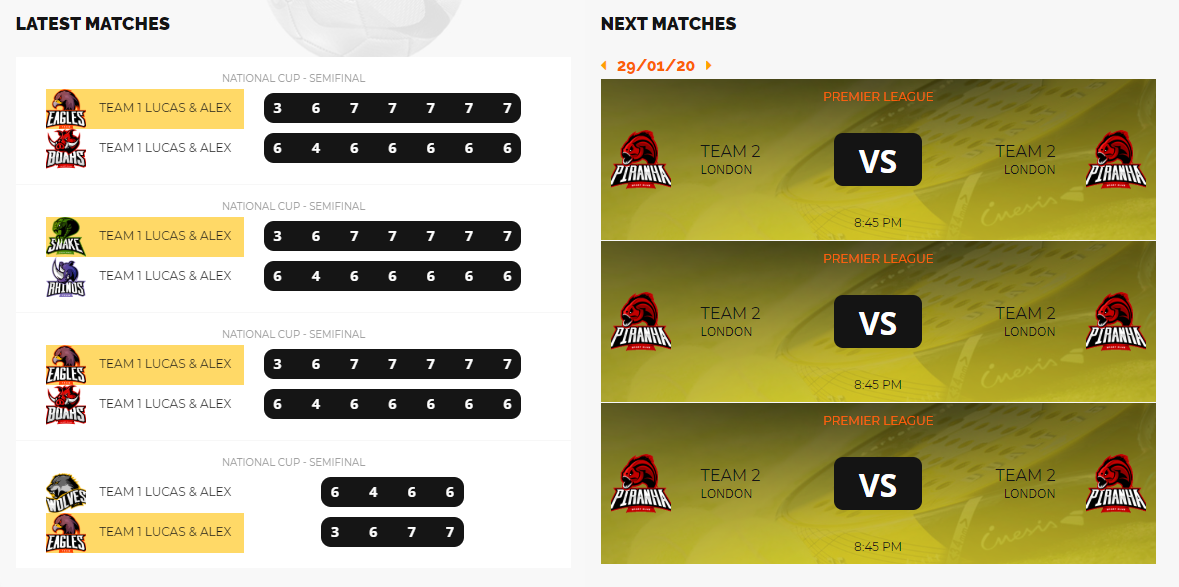 LATEST MATCHES
NATIONAL CUP - SEMIFINAL
EAGLES TEAM 1 LUCAS & ALEX 3 6 7 7 7 7 7
BOARS TEAM 1 LUCAS & ALEX 6 4 6 6 6 6 6
NATIONAL CUP - SEMIFINAL
SNAKE TEAM 1 LUCAS & ALEX 3 6 7 7 7 7 7
RHINOS TEAM 1 LUCAS & ALEX 6 4 6 6 6 6 6
NATIONAL CUP - SEMIFINAL
EAGLES TEAM 1 LUCAS & ALEX 3 6 7 7 7 7 7
BOARS TEAM 1 LUCAS & ALEX 6 4 6 6 6 6 6
NATIONAL CUP - SEMIFINAL
WOLVES TEAM 1 LUCAS & ALEX 6 4 6 6
EAGLES TEAM 1 LUCAS & ALEX 3 6 7 7
NEXT MATCHES
29/01/20
PREMIER LEAGUE
PIRANHA TEAM 2 VS TEAM 2 PIRANHA
LONDON LONDON
8:45 PM
PREMIER LEAGUE
PIRANHA TEAM 2 VS TEAM 2 PIRANHA
LONDON LONDON
8:45 PM
PREMIER LEAGUE
PIRANHA TEAM 2 VS TEAM 2 PIRANHA
LONDON LONDON
8:45 PM